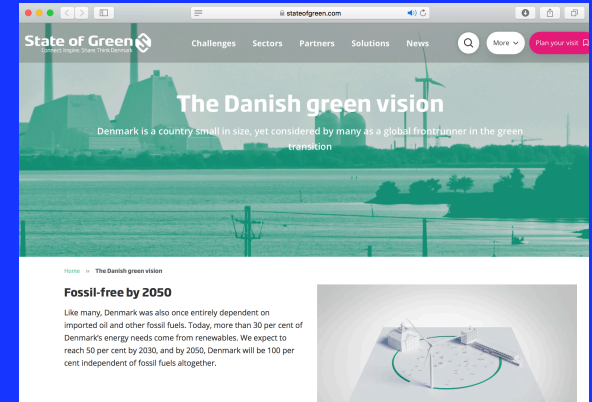 stateofgreen.com
State of Green
Connect. Inspire. Share. Think Denmark
Challenges Sectors Partners Solutions News More Plan your visit
The Danish green vision
Denmark is a country small in size, yet considered by many as a global frontrunner in the green
transition
Home » The Danish green vision
Fossil-free by 2050
Like many, Denmark was also once entirely dependent on
imported oil and other fossil fuels. Today, more than 30 per cent of
Denmark's energy needs come from renewables. We expect to
reach 50 per cent by 2030, and by 2050, Denmark will be 100 per
cent independent of fossil fuels altogether.